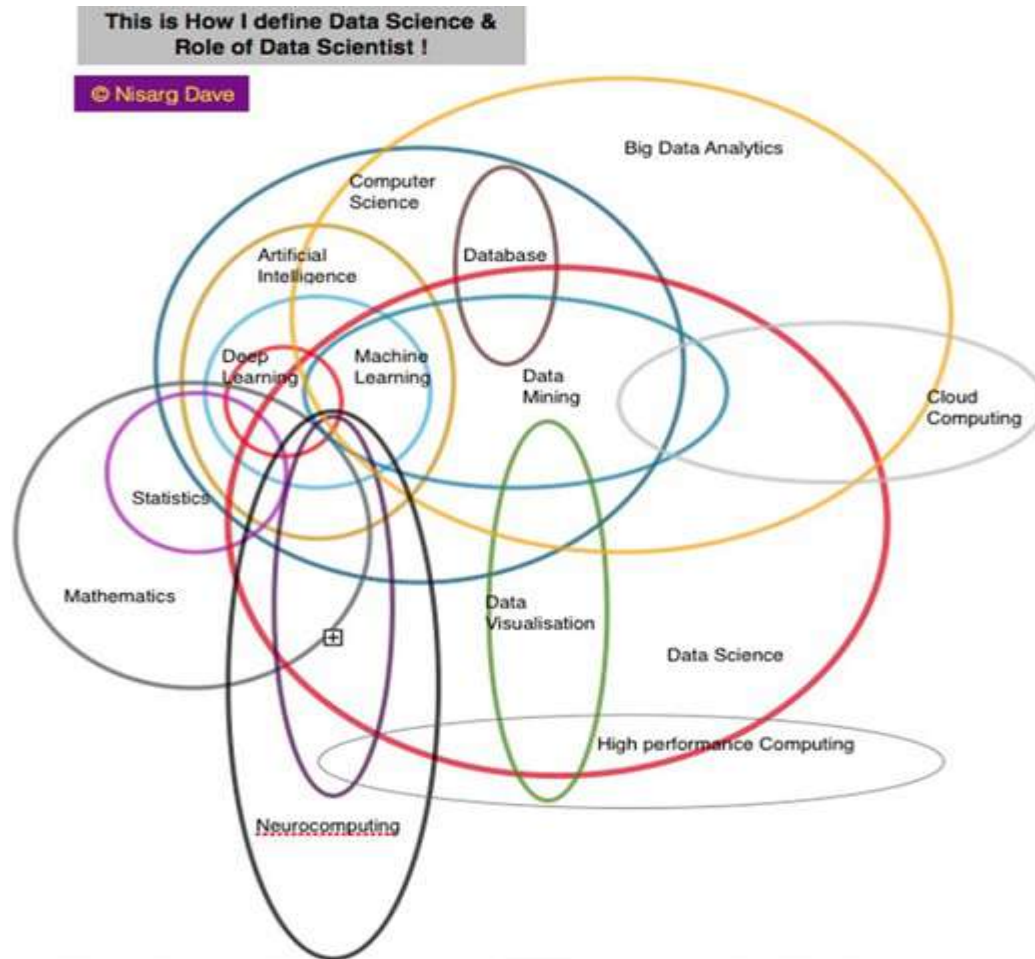 This is How I define Data Science &
Role of Data Scientist !
© Nisarg Dave
Big Data Analytics
Computer
Science
Artificial
Intelligence
Database
Deep
Learning
Machine
Learning
Data
Mining
Cloud
Computing
Statistics
Mathematics
Data
Visualisation
Data Science
High performance Computing
Neurocomputing